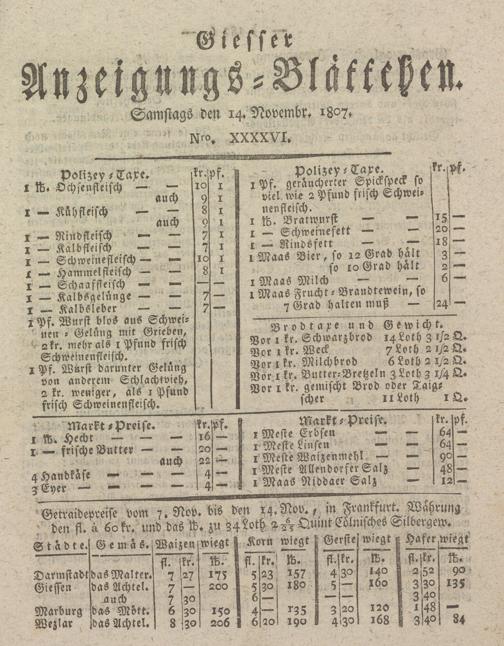 Giesser
Anzeigungs-Blättchen.
Samstags den 14. Novembr. 1807.
Nro. XXXXVI.
Polizey-Taxe. kr. pf.
1 ℔. Ochsenfleisch — — 10 1
auch 9 1
1 — Kühfleisch — — 8 1
auch 9 1
1 — Rindfleisch — — 7 1
1 — Kalbfleisch — — 7 1
1 — Schweinefleisch — — 10 1
1 — Hammelfleisch — — 8 1
1 — Schaaffleisch — — — —
1 — Kalbsgelünge — — 7 —
1 — Kalbsleber — — 7 —
1 Pf. Wurst blos aus Schwei-
nen-Gelüng mit Grieben,
2 kr. mehr als 1 Pfund frisch
Schweinenfleisch.
1 Pf. Wurst darunter Gelüng
von anderem Schlachtvieh,
2 kr. weniger, als 1 Pfund
frisch Schweinenfleisch.
Polizey-Taxe. kr. pf.
1 Pf. geräucherter Spickspeck so
viel, wie 2 Pfund frisch Schwei-
nenfleisch.
1 ℔. Bratwurst — — 15 —
1 — Schweinefett — — 20 —
1 — Rindsfett — — 18 —
1 Maas Bier, so 12 Grad hält 3 —
so 10 Grad hält 2 —
1 Maas Milch — — 6 —
1 Maas Frucht-Brandtewein, so
7 Grad halten muß — 24 —
Brodtaxe und Gewicht.
Vor 1 kr. Schwarzbrod 14 Loth 3 1/2 Q.
Vor 1 kr. Weck 7 Loth 2 1/2 Q.
Vor 1 kr. Milchbrod 6 Loth 2 1/2 Q.
Vor 1 kr. Butter-Bretzeln 3 Loth 3 1/4 Q.
Vor 1 kr. gemischt Brod oder Taig-
scher 11 Loth 1 Q.
Markt-Preise. kr. pf.
1 ℔. Hecht — — 16 —
1 — frische Butter — — 20 —
auch 22 —
4 Handkäse — — 4 —
3 Eyer — — 4 —
Markt-Preise. kr. pf.
1 Meste Erbsen — — 64 —
1 Meste Linsen — — 64 —
1 Meste Waizenmehl — — 90 —
1 Meste Allendorfer Salz — 48 —
1 Maas Niddaer Salz — 12 —
Getraidepreise vom 7. Nov. bis den 14. Nov., in Frankfurt. Währung
den fl. à 60 kr. und das ℔. zu 34 Loth Quint Cölnisches Silbergew.
Städte. Gemäs. Waizen wiegt Korn wiegt Gerste wiegt Hafer wiegt
fl. kr. ℔. fl. kr. ℔. fl. kr. ℔. fl. kr. ℔.
Darmstadt das Malter. 7 27 175 5 23 157 4 30 140 2 52 90
Giessen das Achtel. 7 — 200 5 30 180 5 — 160 3 30 135
auch 7 30 6 — — 3 40
Marburg das Mött. 6 30 150 4 — 135 3 20 120 1 48 —
Wezlar das Achtel. 8 30 206 6 20 190 4 30 168 3 40 84